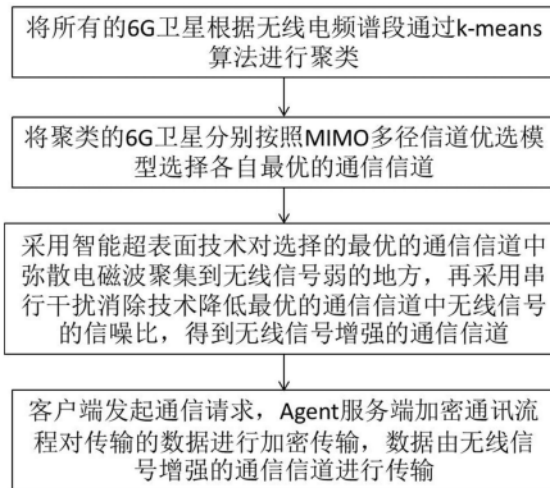 将所有的6G卫星根据无线电频谱段通过k-means
算法进行聚类
将聚类的6G卫星分别按照MIMO多径信道优选模
型选择各自最优的通信信道
采用智能超表面技术对选择的最优的通信信道中
弥散电磁波聚集到无线信号弱的地方，再采用串
行干扰消除技术降低最优的通信信道中无线信号
的信噪比，得到无线信号增强的通信信道
客户端发起通信请求，Agent服务端加密通讯流
程对传输的数据进行加密传输，数据由无线信
号增强的通信信道进行传输